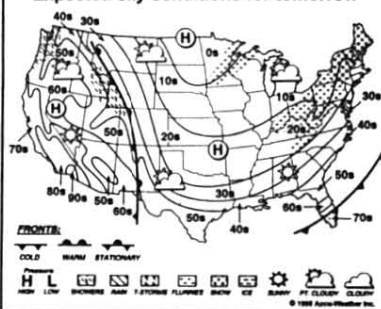 Expected sky conditions for tomorrow
40s 30s
50s
H
0s
10s
60s
10s
H
50s
20s
20s
30s
40s
70s
H
80s 90s 50s 60s
50s
30s
40s
60s
50s
70s
FRONTS:
COLD WARM STATIONARY
Pressure
H L
HIGH LOW SHOWERS RAIN T-STORMS FLURRIES SNOW ICE SUNNY PT. CLOUDY CLOUDY
Accu-Weather Inc.